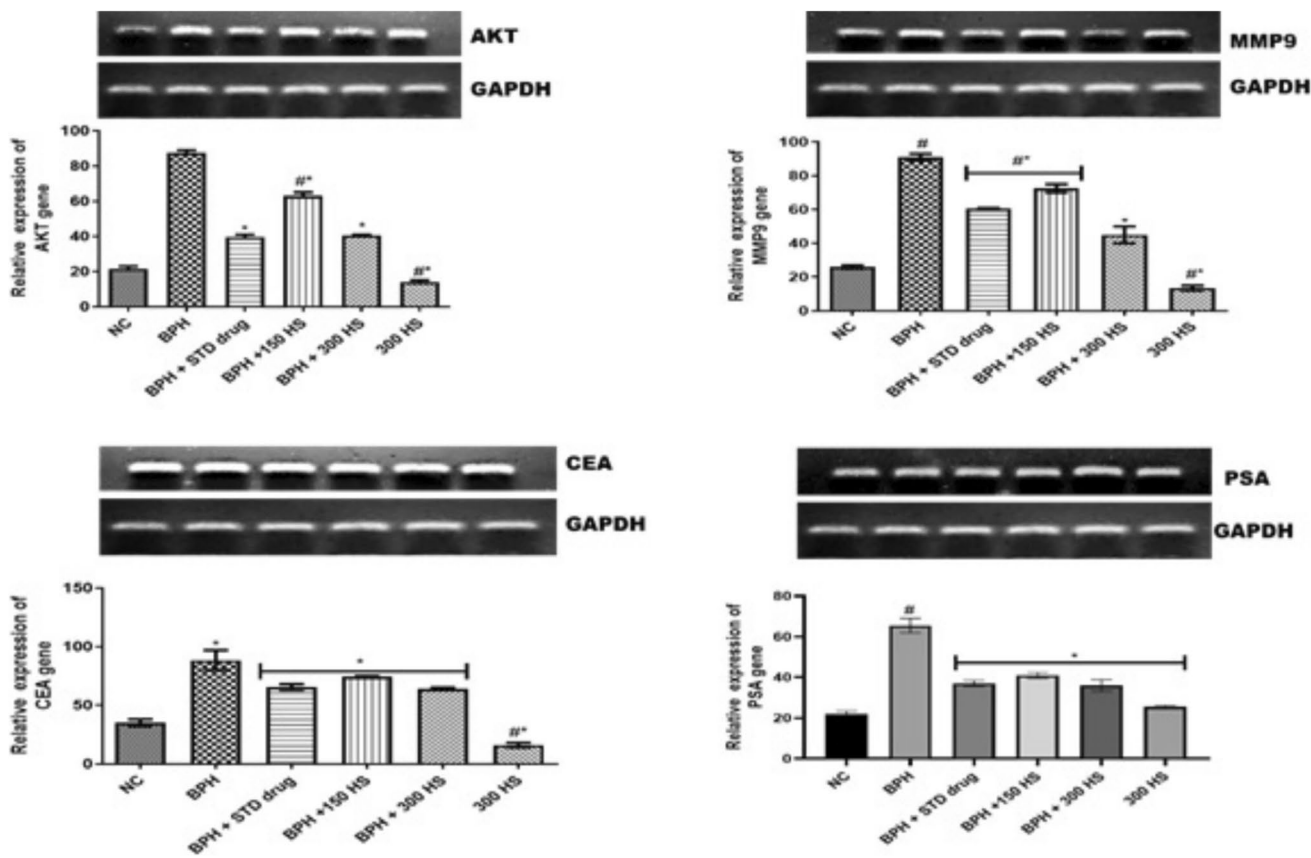 AKT
GAPDH
Relative expression of
AKT gene
100
80
60
40
20
0
#*
*
*
#*
NC
BPH
BPH + STD drug
BPH +150 HS
BPH + 300 HS
300 HS
MMP9
GAPDH
Relative expression of
MMP9 gene
100
80
60
40
20
0
#
#*
*
#*
NC
BPH
BPH + STD drug
BPH +150 HS
BPH + 300 HS
300 HS
CEA
GAPDH
Relative expression of
CEA gene
150
100
50
0
*
*
#*
NC
BPH
BPH + STD drug
BPH +150 HS
BPH + 300 HS
300 HS
PSA
GAPDH
Relative expression of
PSA gene
80
60
40
20
0
#
*
NC
BPH
BPH + STD drug
BPH +150 HS
BPH + 300 HS
300 HS